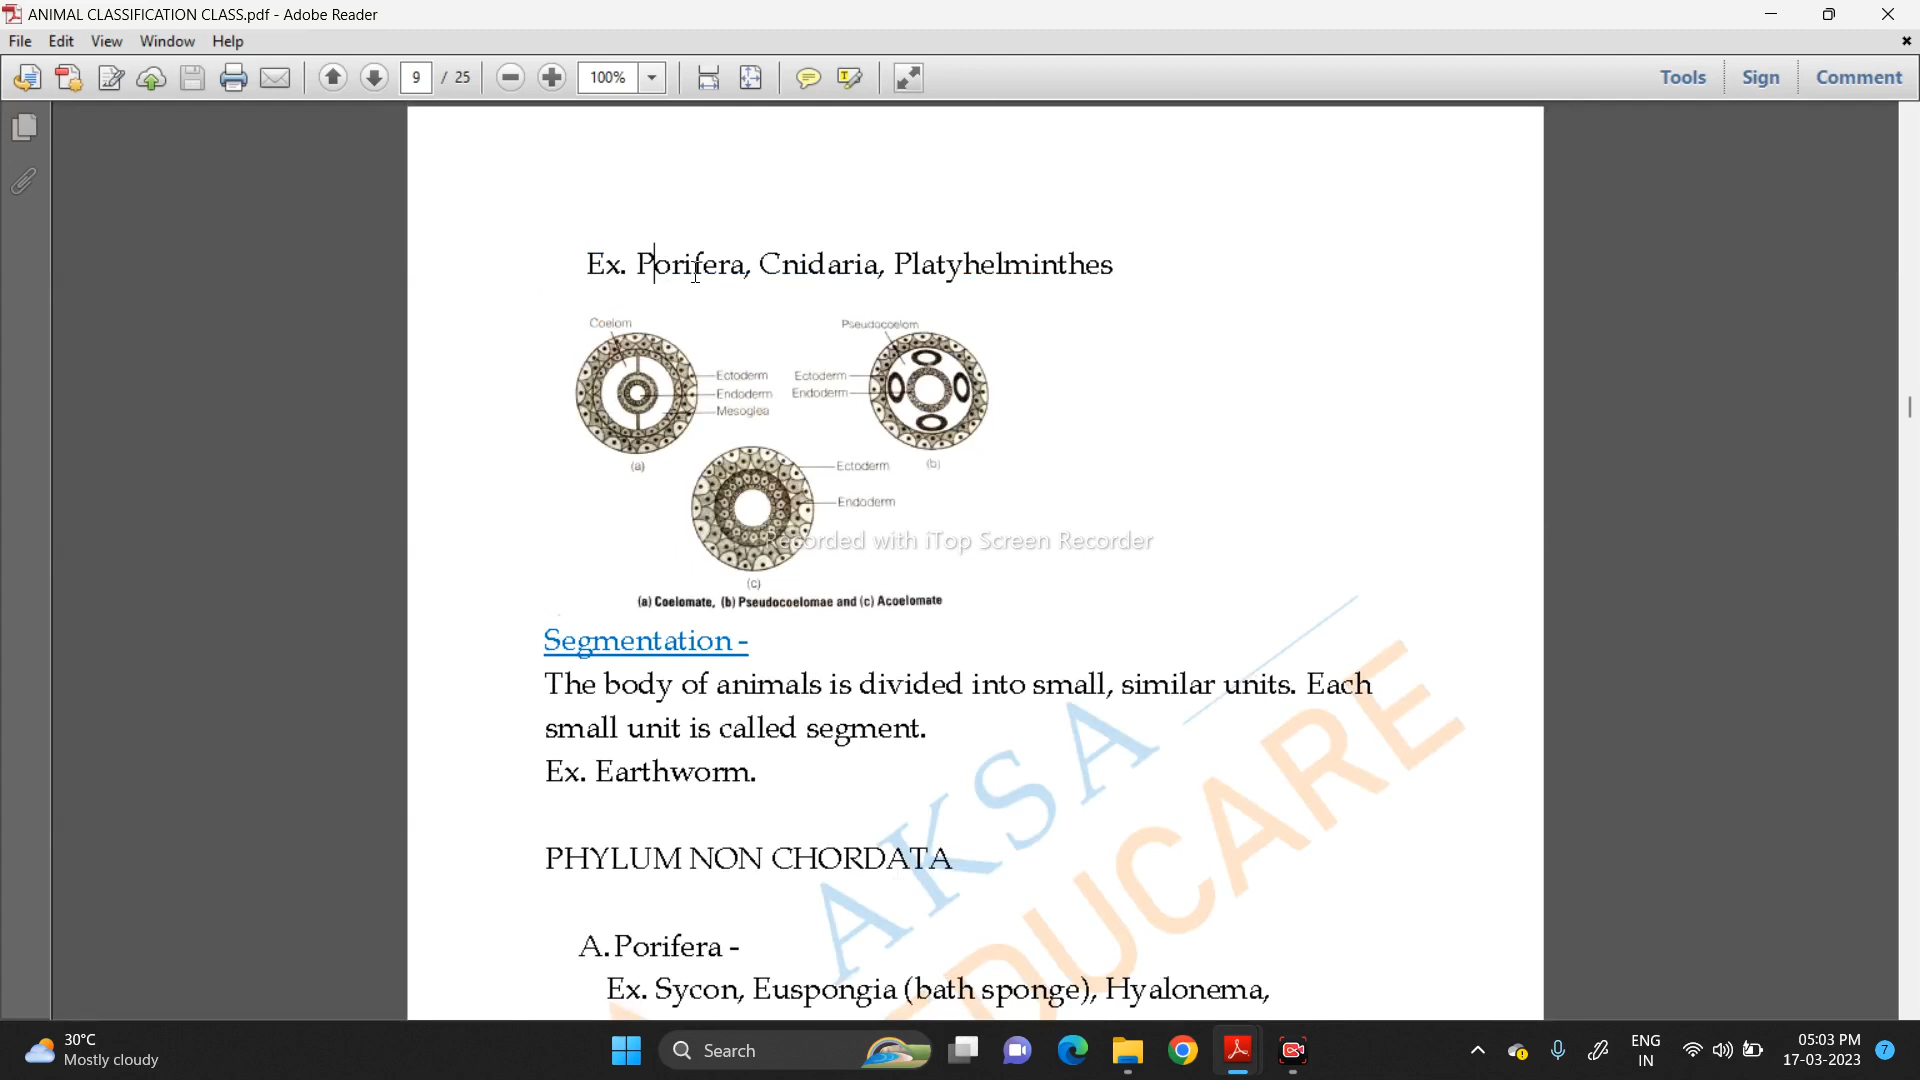 ANIMAL CLASSIFICATION CLASS.pdf - Adobe Reader
File Edit View Window Help
9 / 25 100% Tools Sign Comment
Ex. Porifera, Cnidaria, Platyhelminthes
Coelom
Ectoderm
Endoderm
Mesoglea
(a)
Pseudocoelom
Ectoderm
Endoderm
(b)
Ectoderm
Endoderm
(c)
Recorded with iTop Screen Recorder
(a) Coelomate, (b) Pseudocoelomae and (c) Acoelomate
Segmentation -
The body of animals is divided into small, similar units. Each
small unit is called segment.
Ex. Earthworm.
PHYLUM NON CHORDATA
A. Porifera -
Ex. Sycon, Euspongia (bath sponge), Hyalonema,
AKSA
EDUCARE
30°C
Mostly cloudy
Search
ENG
IN
05:03 PM
17-03-2023
7